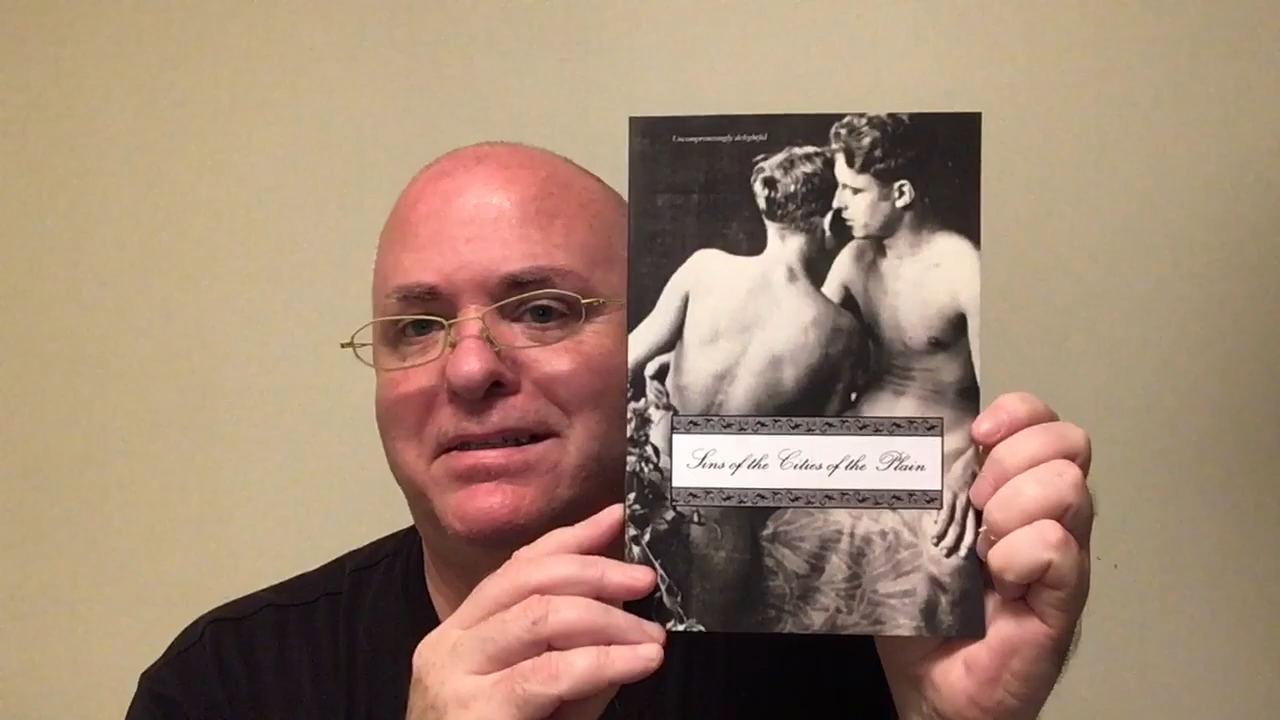 Uncompromisingly delightful
Sins of the Cities of the Plain